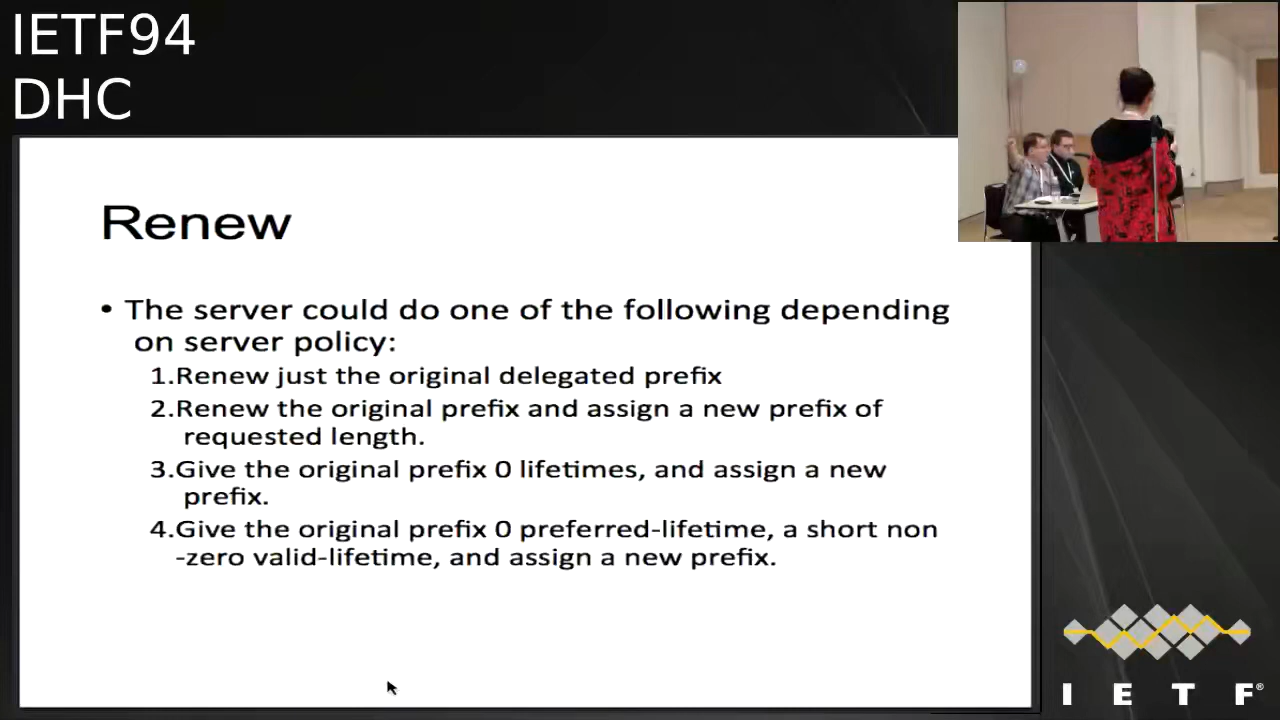 IETF94
DHC
Renew
• The server could do one of the following depending
on server policy:
1.Renew just the original delegated prefix
2.Renew the original prefix and assign a new prefix of
requested length.
3.Give the original prefix 0 lifetimes, and assign a new
prefix.
4.Give the original prefix 0 preferred-lifetime, a short non
-zero valid-lifetime, and assign a new prefix.
I E T F®